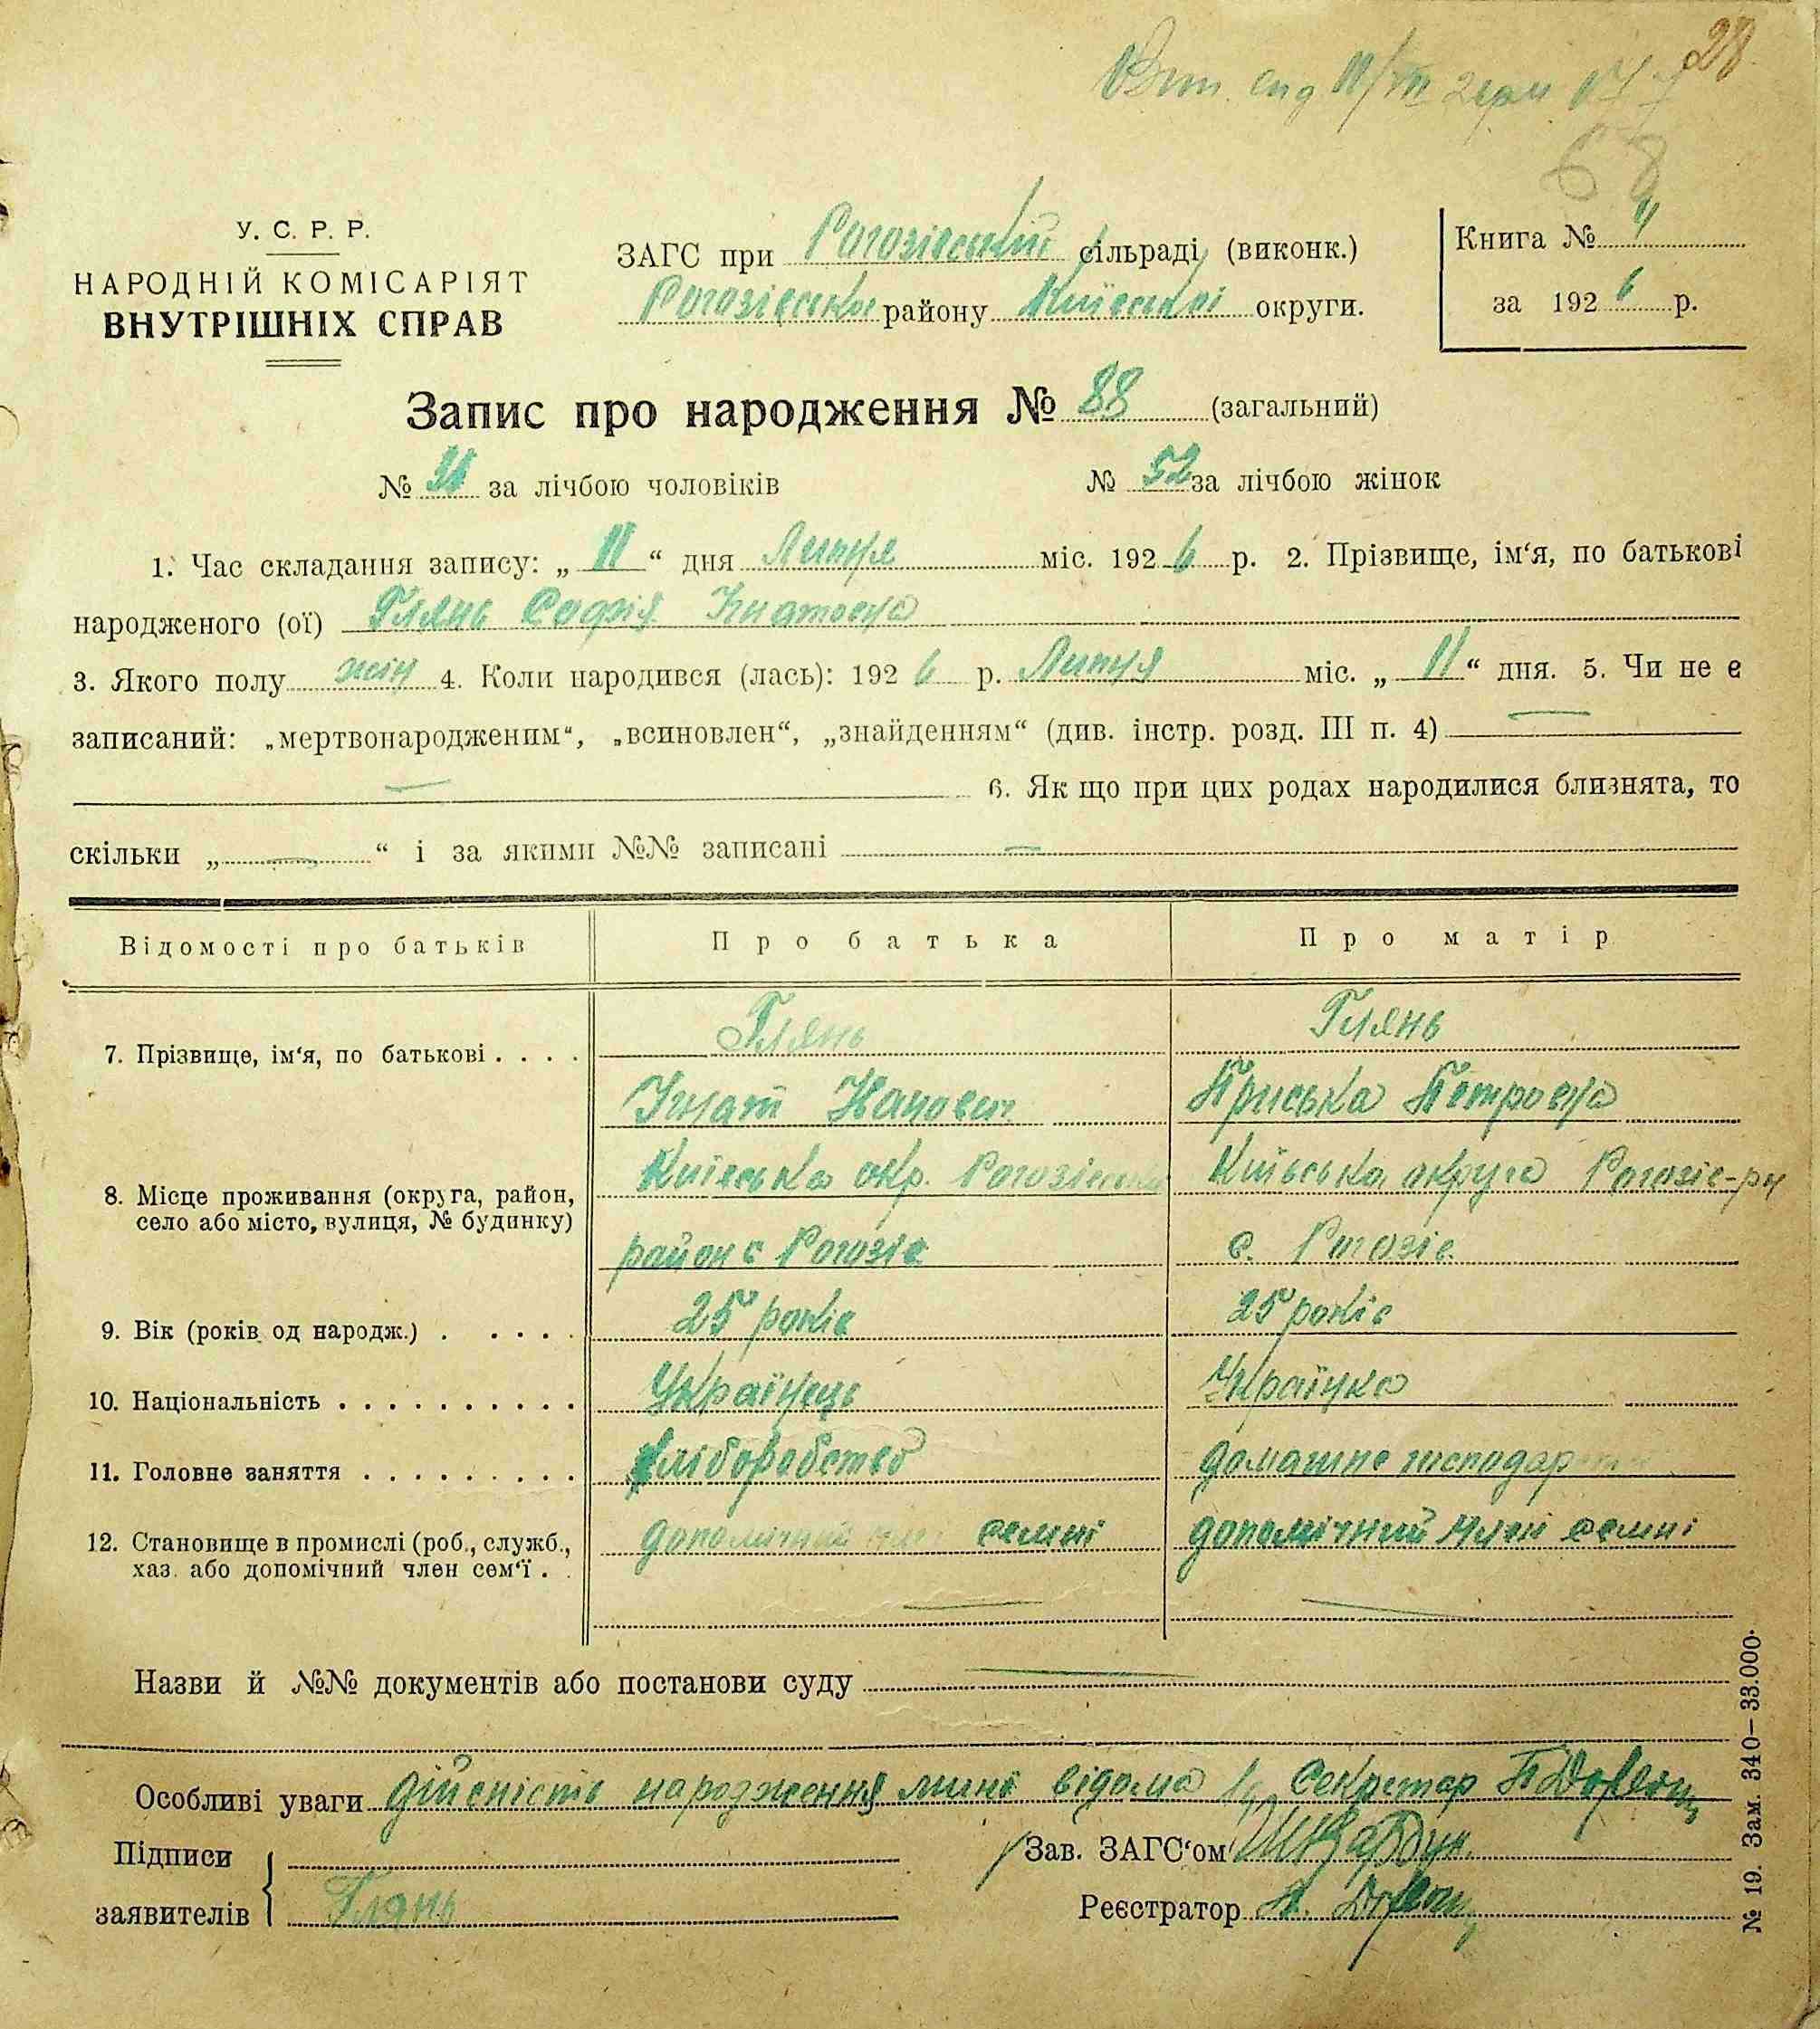 28
68
У. С. Р. Р.
НАРОДНІЙ КОМІСАРІЯТ
ВНУТРІШНІХ СПРАВ
ЗАГС при Рогозівський сільраді (виконк.)
Рогозівського району Київської округи.
Книга №
за 1926 р.
Запис про народження № 88 (загальний)
№ за лічбою чоловіків
№ 52 за лічбою жінок
1. Час складання запису: „ 11 “ дня Липня міс. 1926 р. 2. Прізвище, ім‘я, по батькові
народженого (ої) Глянь Софія Гнатовна
3. Якого полу жін 4. Коли народився (лась): 1926 р. Липня міс. „ 11 “ дня. 5. Чи не є
записаний: „мертвонародженим“, „всиновлен“, „знайденням“ (див. інстр. розд. III п. 4)
6. Як що при цих родах народилися близнята, то
скільки „ — “ і за якими №№ записані —
Відомості про батьків
Про батька
Про матір
7. Прізвище, ім‘я, по батькові . . . .
Глянь
Глянь
Гнат
Приська Петровна
8. Місце проживання (округа, район,
село або місто, вулиця, № будинку)
Київська окр. Рогозівський
Київська округа Рогозів-рн
район с Рогозів
с. Рогозів
9. Вік (років од народж.) . . . . .
25 років
25 років
10. Національність . . . . . . . . . .
Українець
Українка
11. Головне заняття . . . . . . . . .
хліборобство
домашнє господар
12. Становище в промислі (роб., служб.,
хаз. або допомічний член сем‘ї . .
допомічний член семиї
допомічний член семиї
Назви й №№ документів або постанови суду
Особливі уваги дійсність народження мині відома Секретар
Підписи
заявителів
Глянь
Зав. ЗАГС‘ом
Реєстратор
№ 19. Зам. 340—33.000.